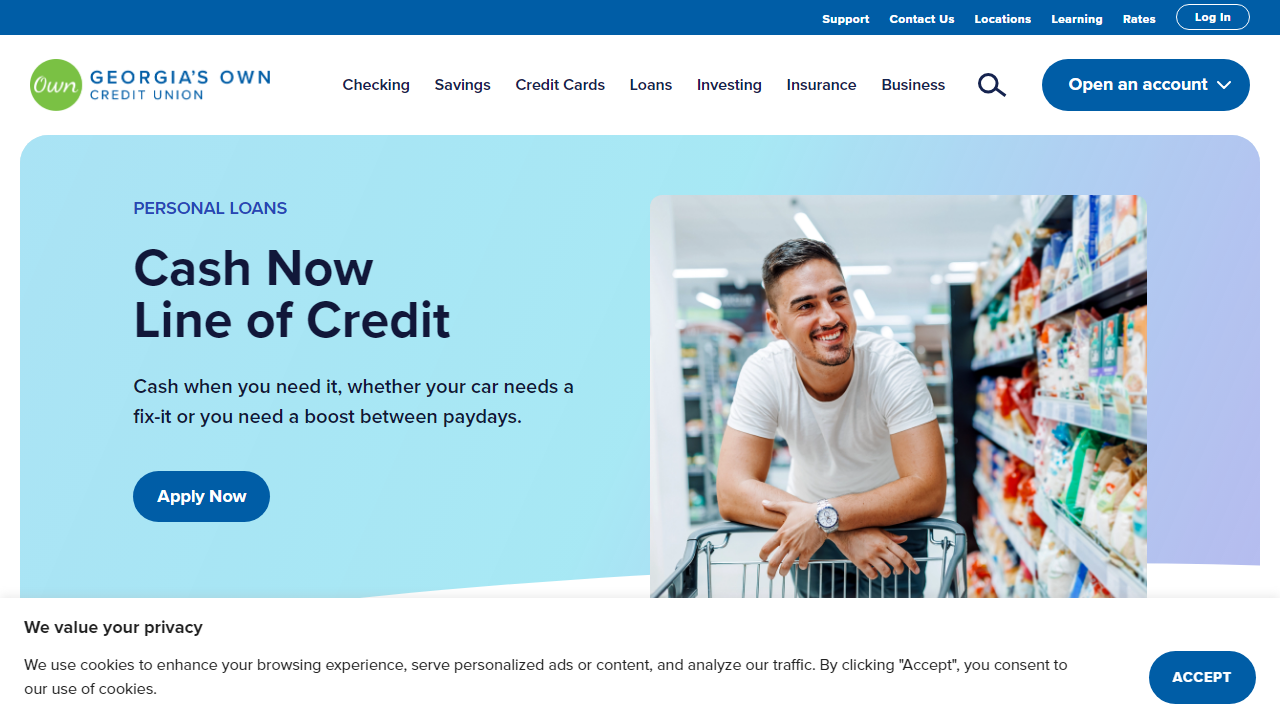 Support Contact Us Locations Learning Rates Log In
Own GEORGIA'S OWN
CREDIT UNION
Checking Savings Credit Cards Loans Investing Insurance Business Open an account
PERSONAL LOANS
Cash Now
Line of Credit
Cash when you need it, whether your car needs a
fix-it or you need a boost between paydays.
Apply Now
We value your privacy
We use cookies to enhance your browsing experience, serve personalized ads or content, and analyze our traffic. By clicking "Accept", you consent to
our use of cookies.
ACCEPT